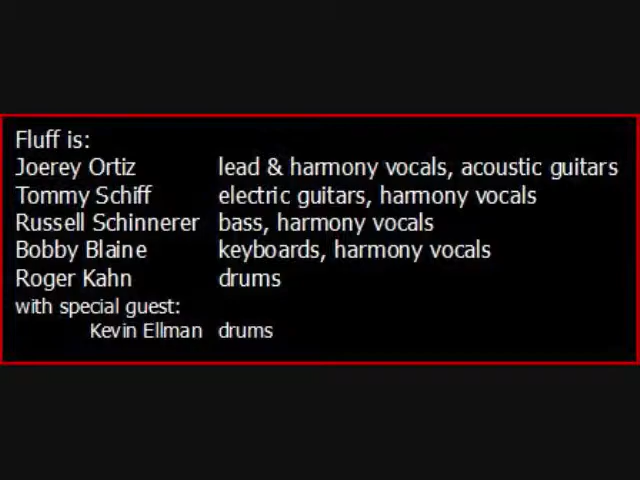 Fluff is:
Joerey Ortiz lead & harmony vocals, acoustic guitars
Tommy Schiff electric guitars, harmony vocals
Russell Schinnerer bass, harmony vocals
Bobby Blaine keyboards, harmony vocals
Roger Kahn drums
with special guest:
Kevin Ellman drums